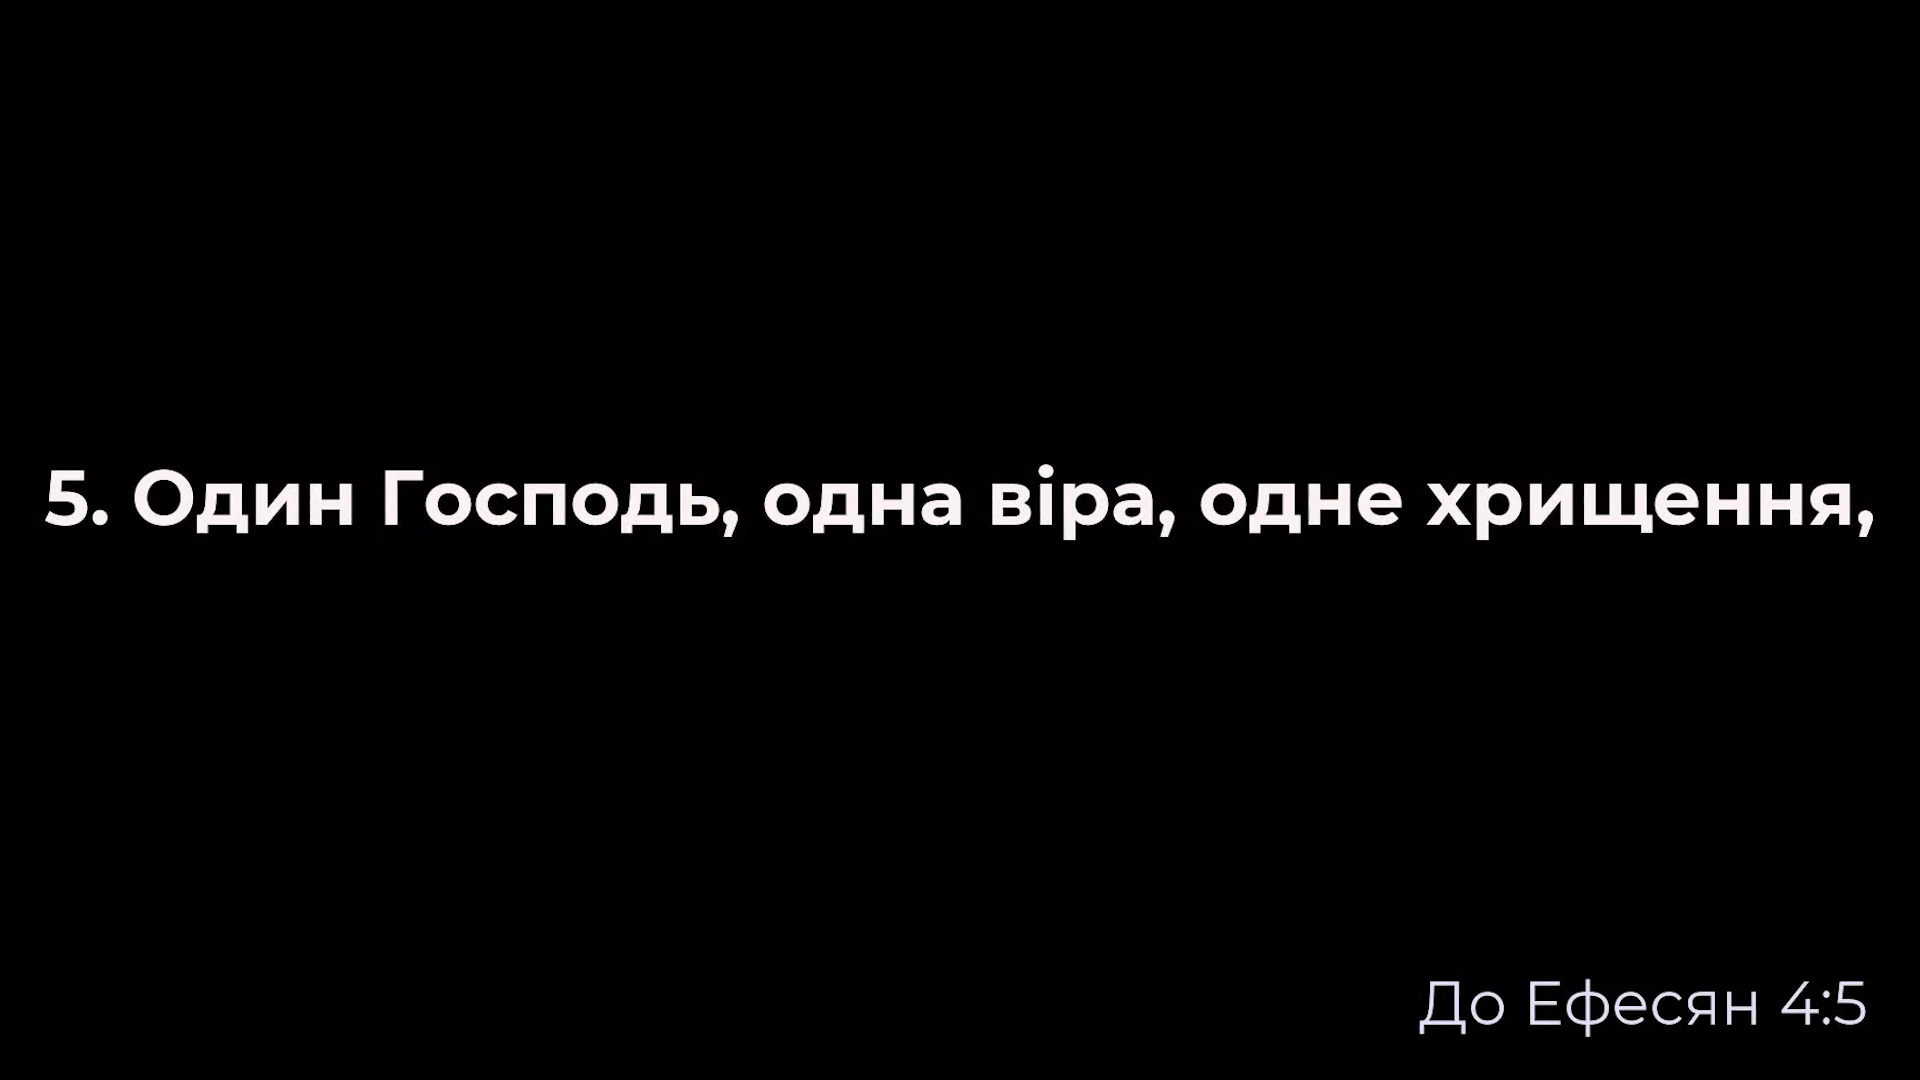 5. Один Господь, одна віра, одне хрищення,
До Ефесян 4:5